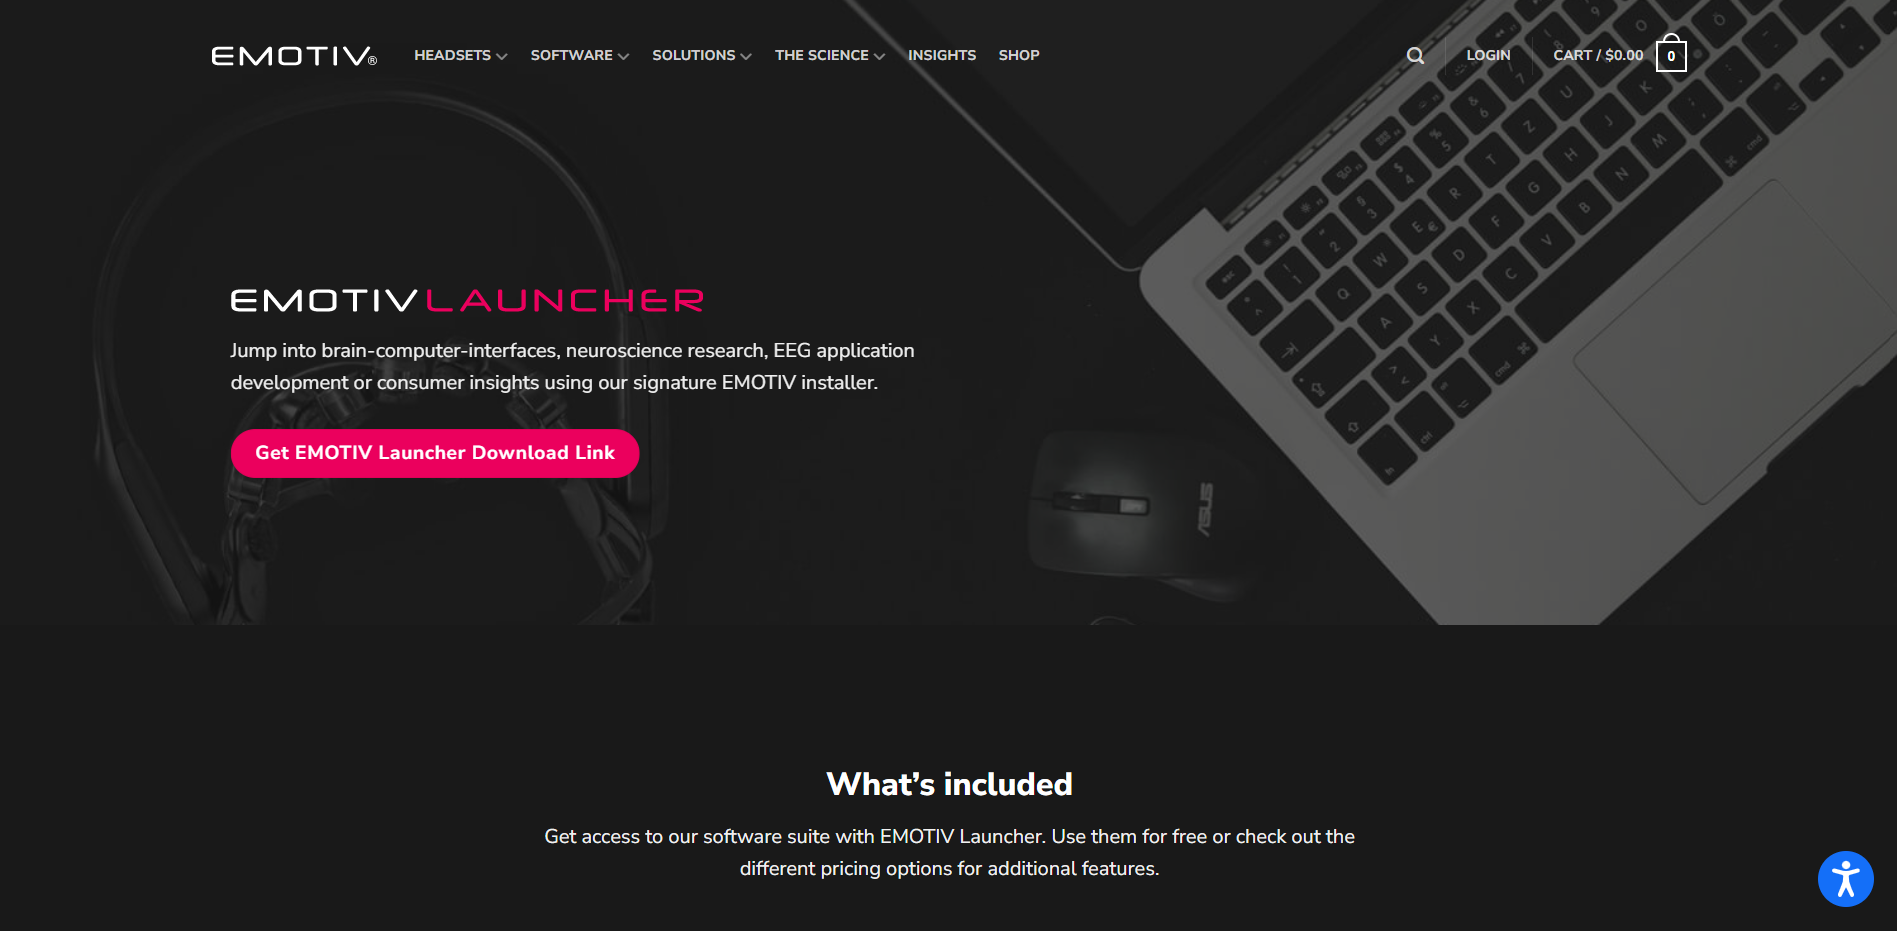 EMOTIV®
HEADSETS
SOFTWARE
SOLUTIONS
THE SCIENCE
INSIGHTS
SHOP
LOGIN
CART / $0.00
0
EMOTIV LAUNCHER
Jump into brain-computer-interfaces, neuroscience research, EEG application
development or consumer insights using our signature EMOTIV installer.
Get EMOTIV Launcher Download Link
ASUS
What’s included
Get access to our software suite with EMOTIV Launcher. Use them for free or check out the
different pricing options for additional features.